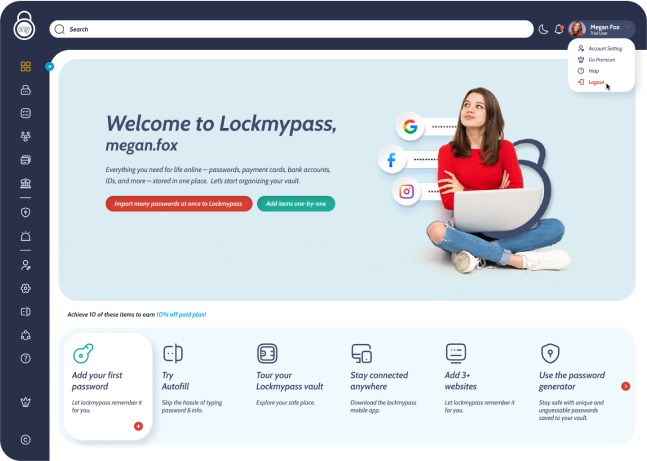 Search
Megan Fox
Trial User
Account Setting
Go Premium
Help
Logout
Welcome to Lockmypass,
megan.fox
Everything you need for life online — passwords, payment cards, bank accounts,
IDs, and more — stored in one place. Let's start organizing your vault.
Import many passwords at once to Lockmypass
Add items one-by-one
Achieve 10 of these items to earn 10% off paid plan!
Add your first
password
Let lockmypass remember it
for you.
Try
Autofill
Skip the hassle of typing
password & info.
Tour your
Lockmypass vault
Explore your safe place.
Stay connected
anywhere
Download the lockmypass
mobile app.
Add 3+
websites
Let lockmypass remember it
for you.
Use the password
generator
Stay safe with unique and
unguessable passwords
saved to your vault.